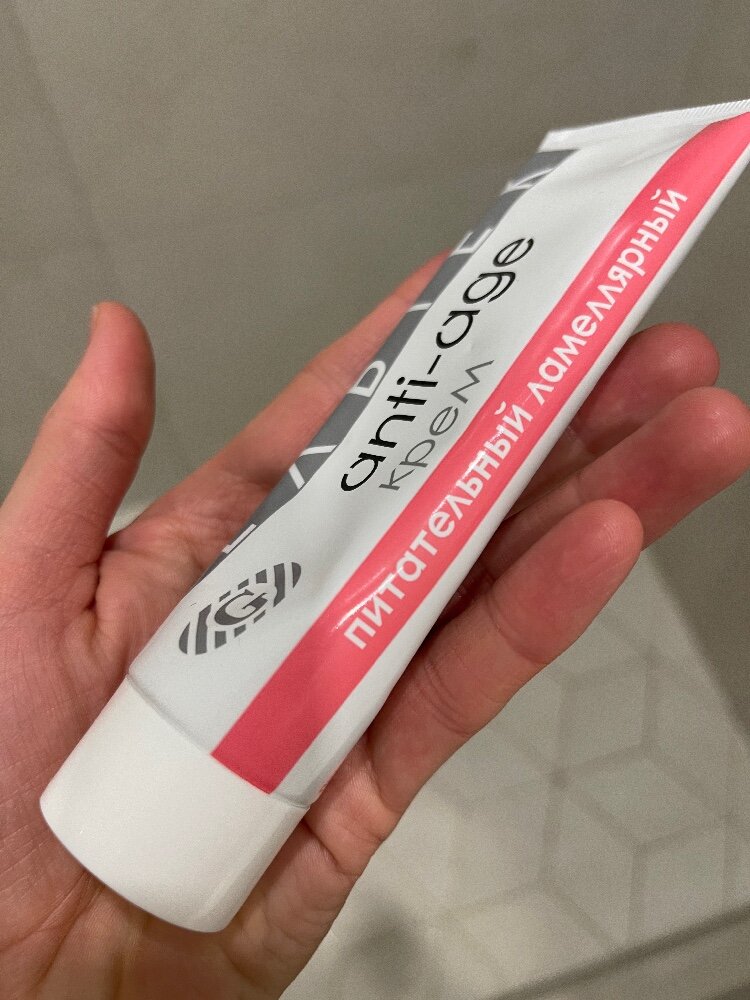 anti-age
крем
питательный ламеллярный
G